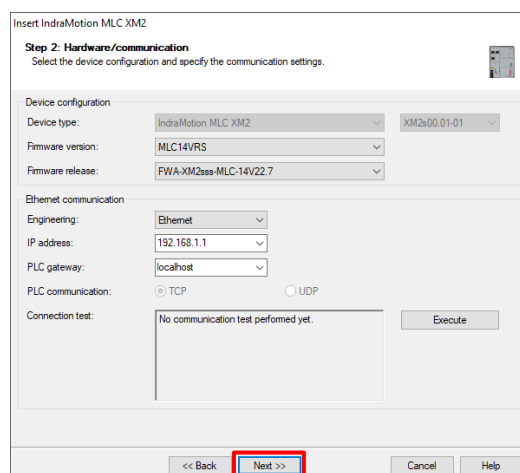 Insert IndraMotion MLC XM2
Step 2: Hardware/communication
Select the device configuration and specify the communication settings.
Device configuration
Device type: IndraMotion MLC XM2 XM2s00.01-01
Firmware version: MLC14VRS
Firmware release: FWA-XM2sss-MLC-14V22.7
Ethernet communication
Engineering: Ethernet
IP address: 192.168.1.1
PLC gateway: localhost
PLC communication: TCP UDP
Connection test: No communication test performed yet. Execute
<< Back Next >> Cancel Help